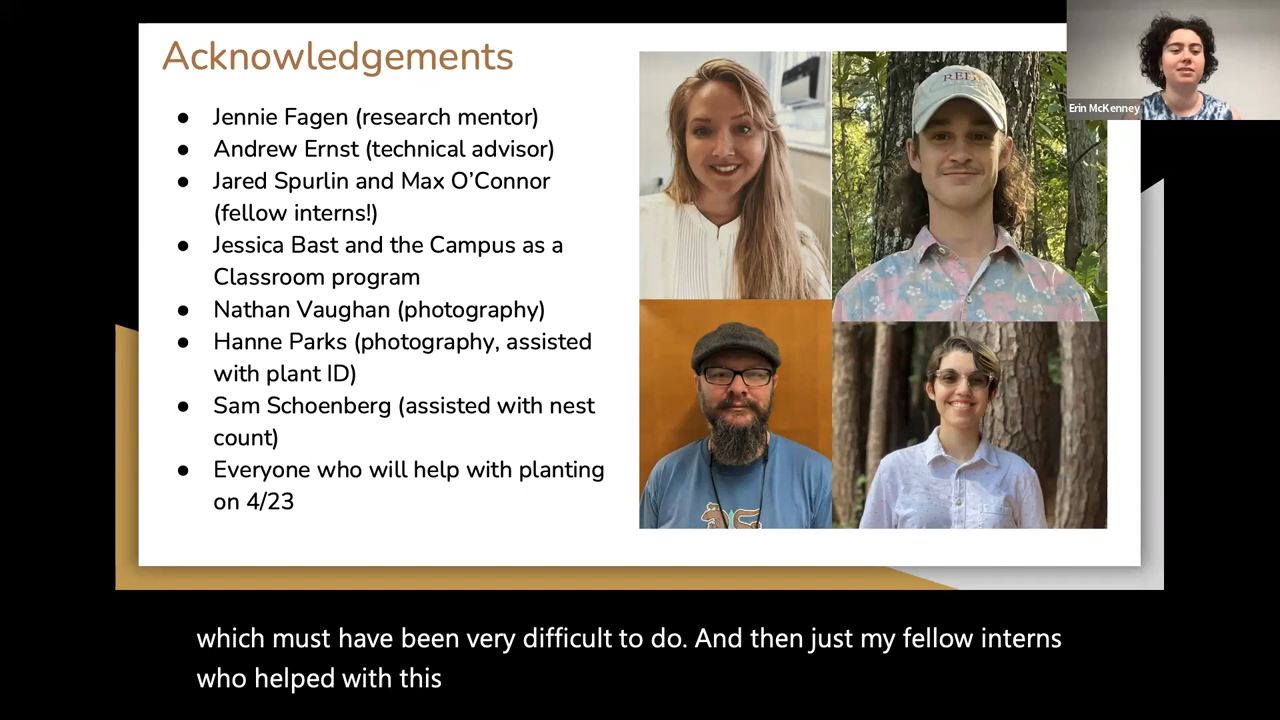 Acknowledgements
● Jennie Fagen (research mentor)
● Andrew Ernst (technical advisor)
● Jared Spurlin and Max O’Connor
(fellow interns!)
● Jessica Bast and the Campus as a
Classroom program
● Nathan Vaughan (photography)
● Hanne Parks (photography, assisted
with plant ID)
● Sam Schoenberg (assisted with nest
count)
● Everyone who will help with planting
on 4/23
Erin McKenney
which must have been very difficult to do. And then just my fellow interns
who helped with this